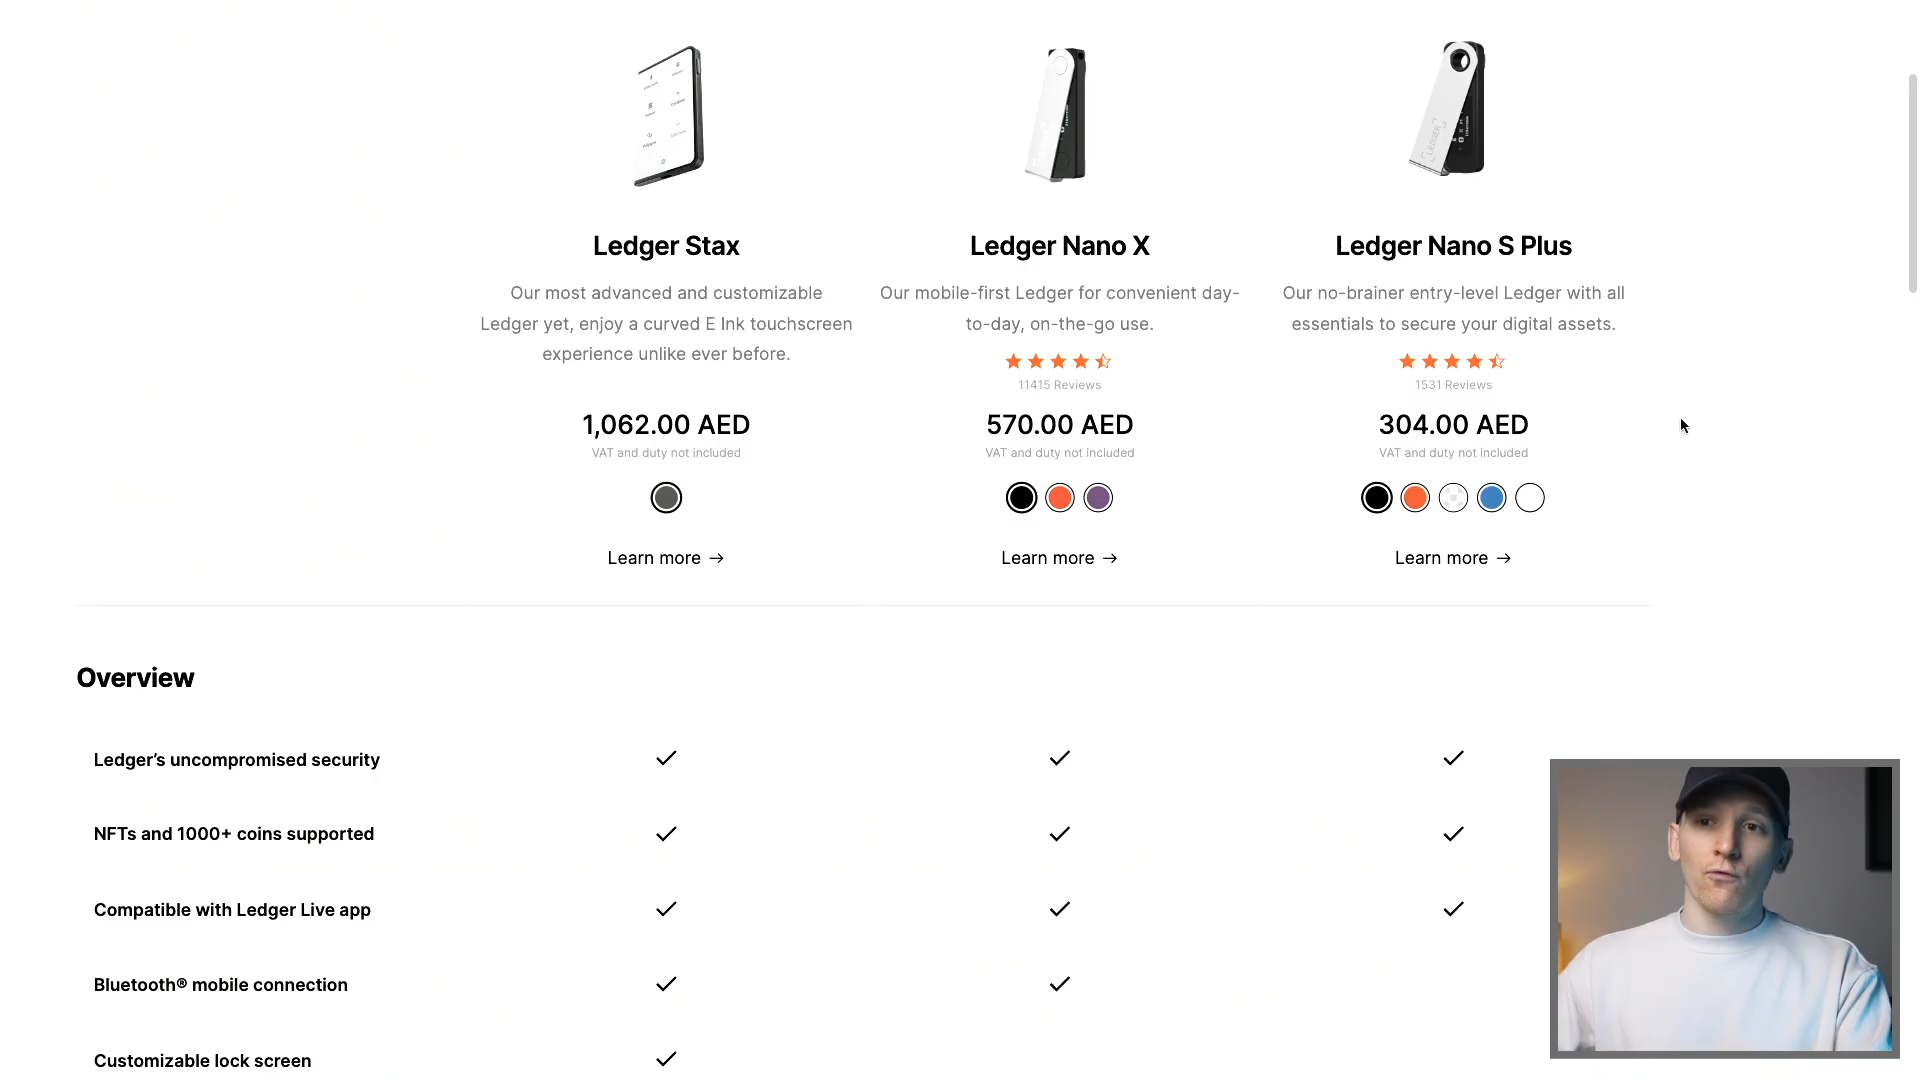 Ledger Stax
Our most advanced and customizable
Ledger yet, enjoy a curved E Ink touchscreen
experience unlike ever before.
1,062.00 AED
VAT and duty not included
Learn more →
Ledger Nano X
Our mobile-first Ledger for convenient day-
to-day, on-the-go use.
11415 Reviews
570.00 AED
VAT and duty not included
Learn more →
LEDGER
Ledger Nano S Plus
Our no-brainer entry-level Ledger with all
essentials to secure your digital assets.
1531 Reviews
304.00 AED
VAT and duty not included
Learn more →
Overview
Ledger's uncompromised security
NFTs and 1000+ coins supported
Compatible with Ledger Live app
Bluetooth® mobile connection
Customizable lock screen